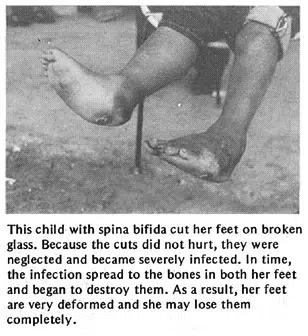 This child with spina bifida cut her feet on broken
glass. Because the cuts did not hurt, they were
neglected and became severely infected. In time,
the infection spread to the bones in both her feet
and began to destroy them. As a result, her feet
are very deformed and she may lose them
completely.